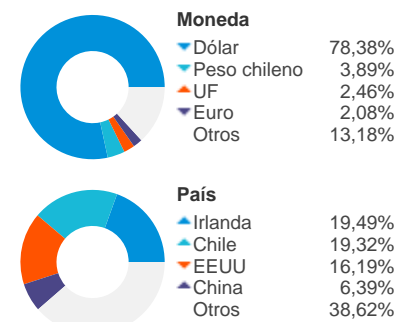 Moneda
Dólar 78,38%
Peso chileno 3,89%
UF 2,46%
Euro 2,08%
Otros 13,18%
País
Irlanda 19,49%
Chile 19,32%
EEUU 16,19%
China 6,39%
Otros 38,62%